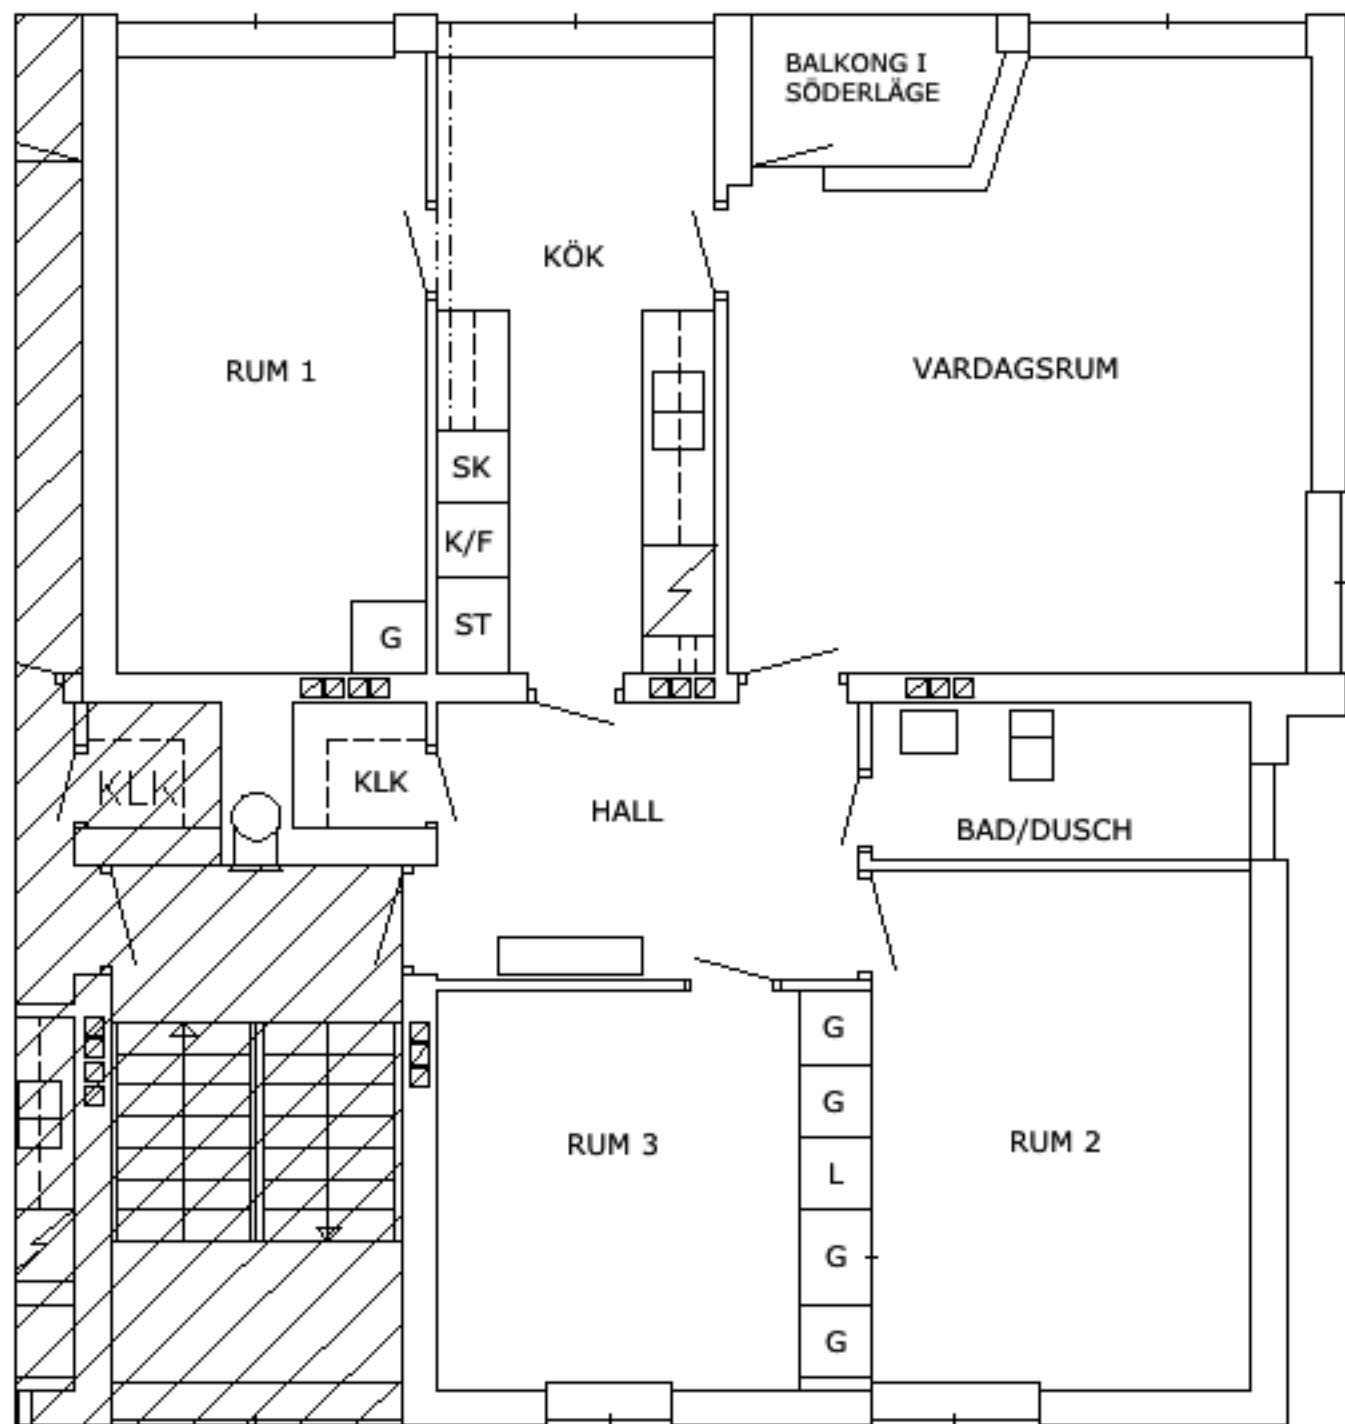 BALKONG I
SÖDERLÄGE
KÖK
RUM 1
VARDAGSRUM
SK
K/F
ST
G
KLK
KLK
HALL
BAD/DUSCH
G
G
RUM 3
RUM 2
L
G
G